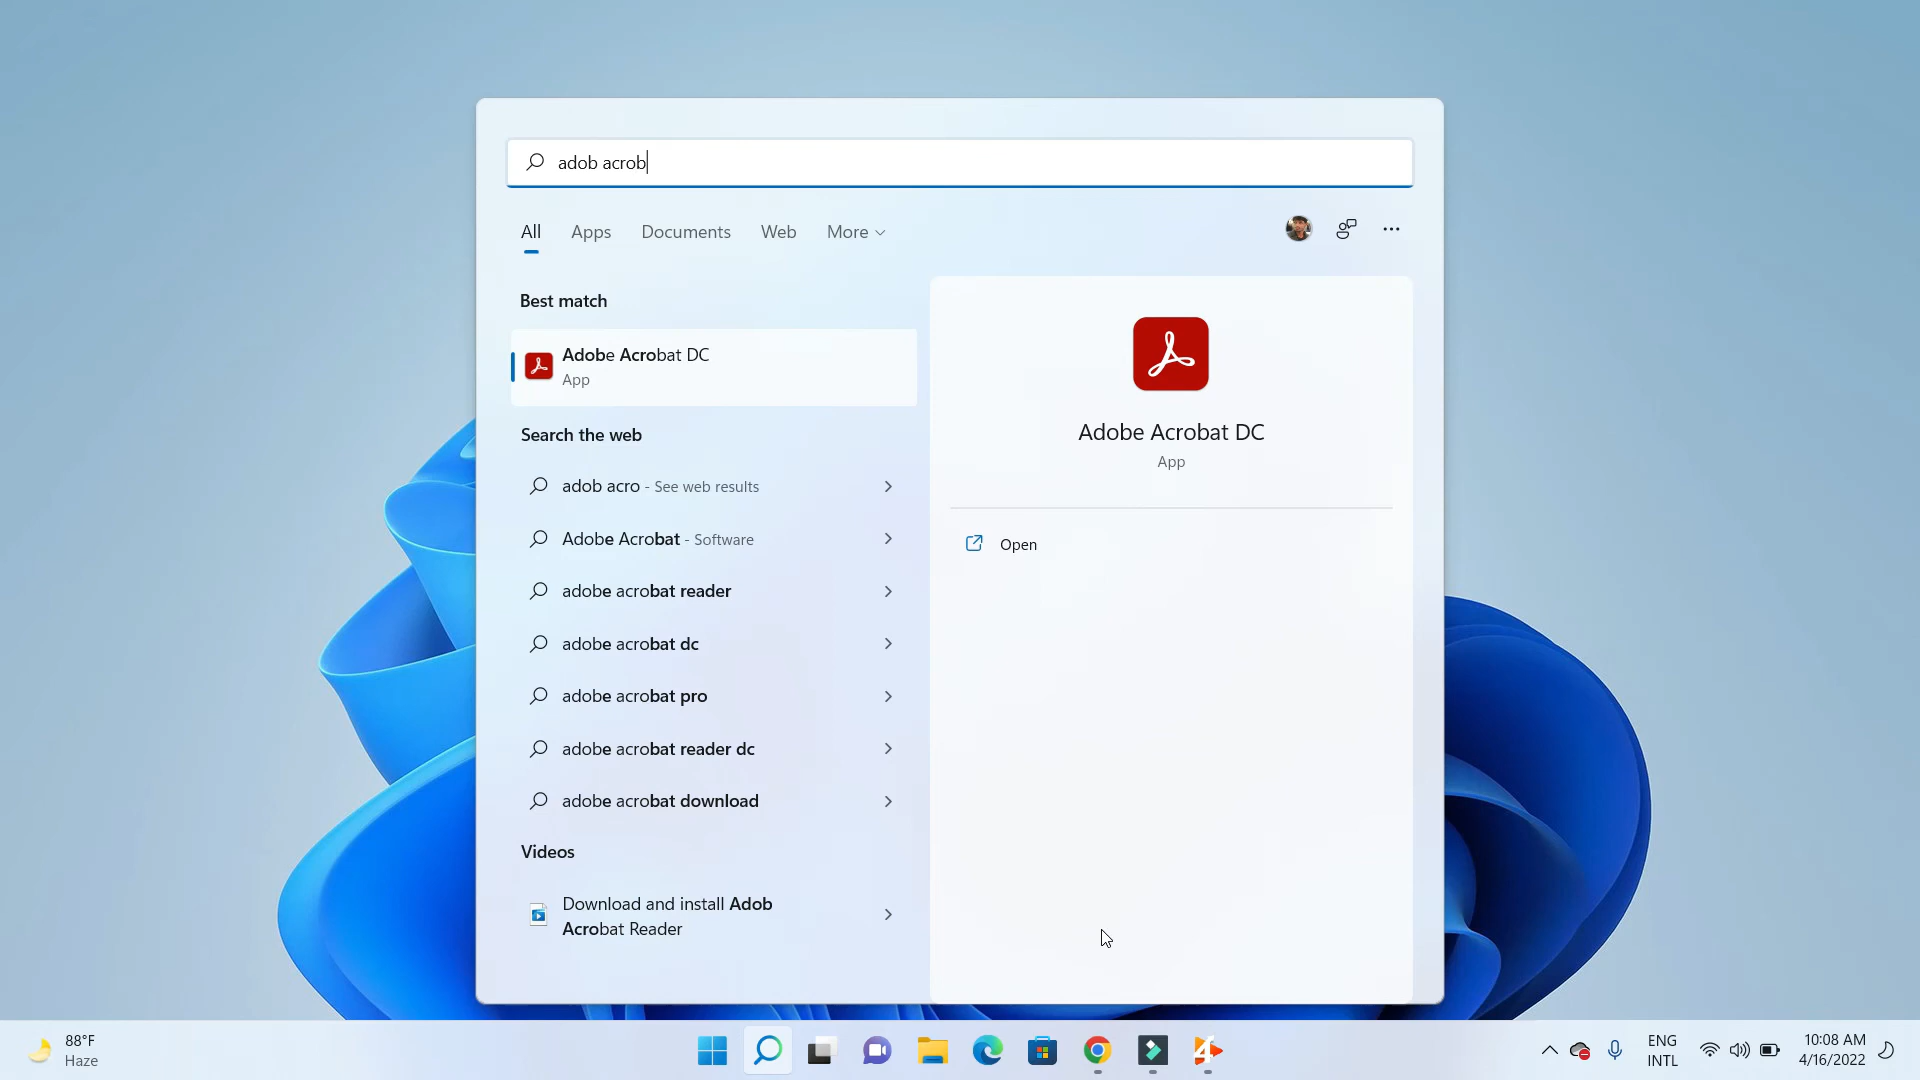 adob acrob
All Apps Documents Web More
Best match
Adobe Acrobat DC
App
Search the web
adob acro - See web results
Adobe Acrobat - Software
adobe acrobat reader
adobe acrobat dc
adobe acrobat pro
adobe acrobat reader dc
adobe acrobat download
Videos
Download and install Adob
Acrobat Reader
Adobe Acrobat DC
App
Open
88°F
Haze
ENG
INTL
10:08 AM
4/16/2022